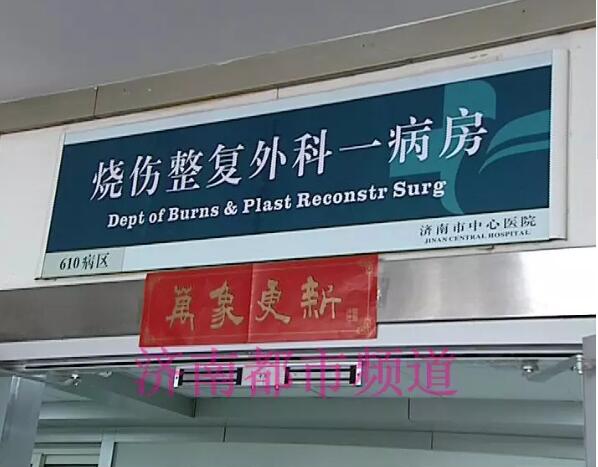 烧伤整复外科一病房
Dept of Burns & Plast Reconstr Surg
济南市中心医院
JINAN CENTRAL HOSPITAL
610病区
萬象更新
济南都市频道